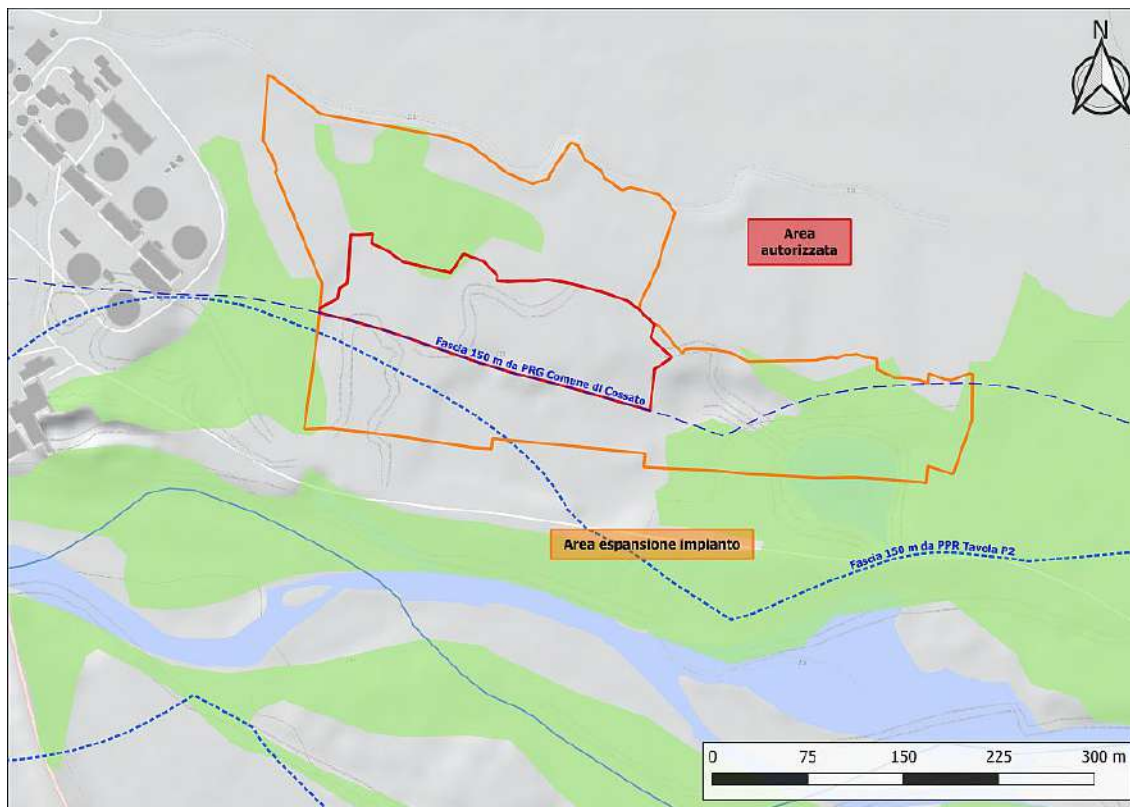 N
Area
autorizzata
Fascia 150 m da PRG Comune di Cossato
Area espansione impianto
Fascia 150 m da PPR Tavola P2
0 75 150 225 300 m